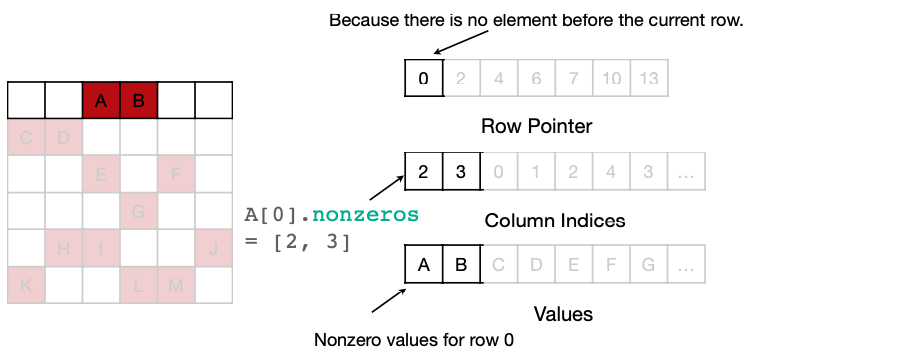 Because there is no element before the current row.
0 2 4 6 7 10 13
Row Pointer
A B
C D
E F
G
H I J
K L M
2 3 0 1 2 4 3 ...
Column Indices
A[0].nonzeros
= [2, 3]
A B C D E F G ...
Values
Nonzero values for row 0